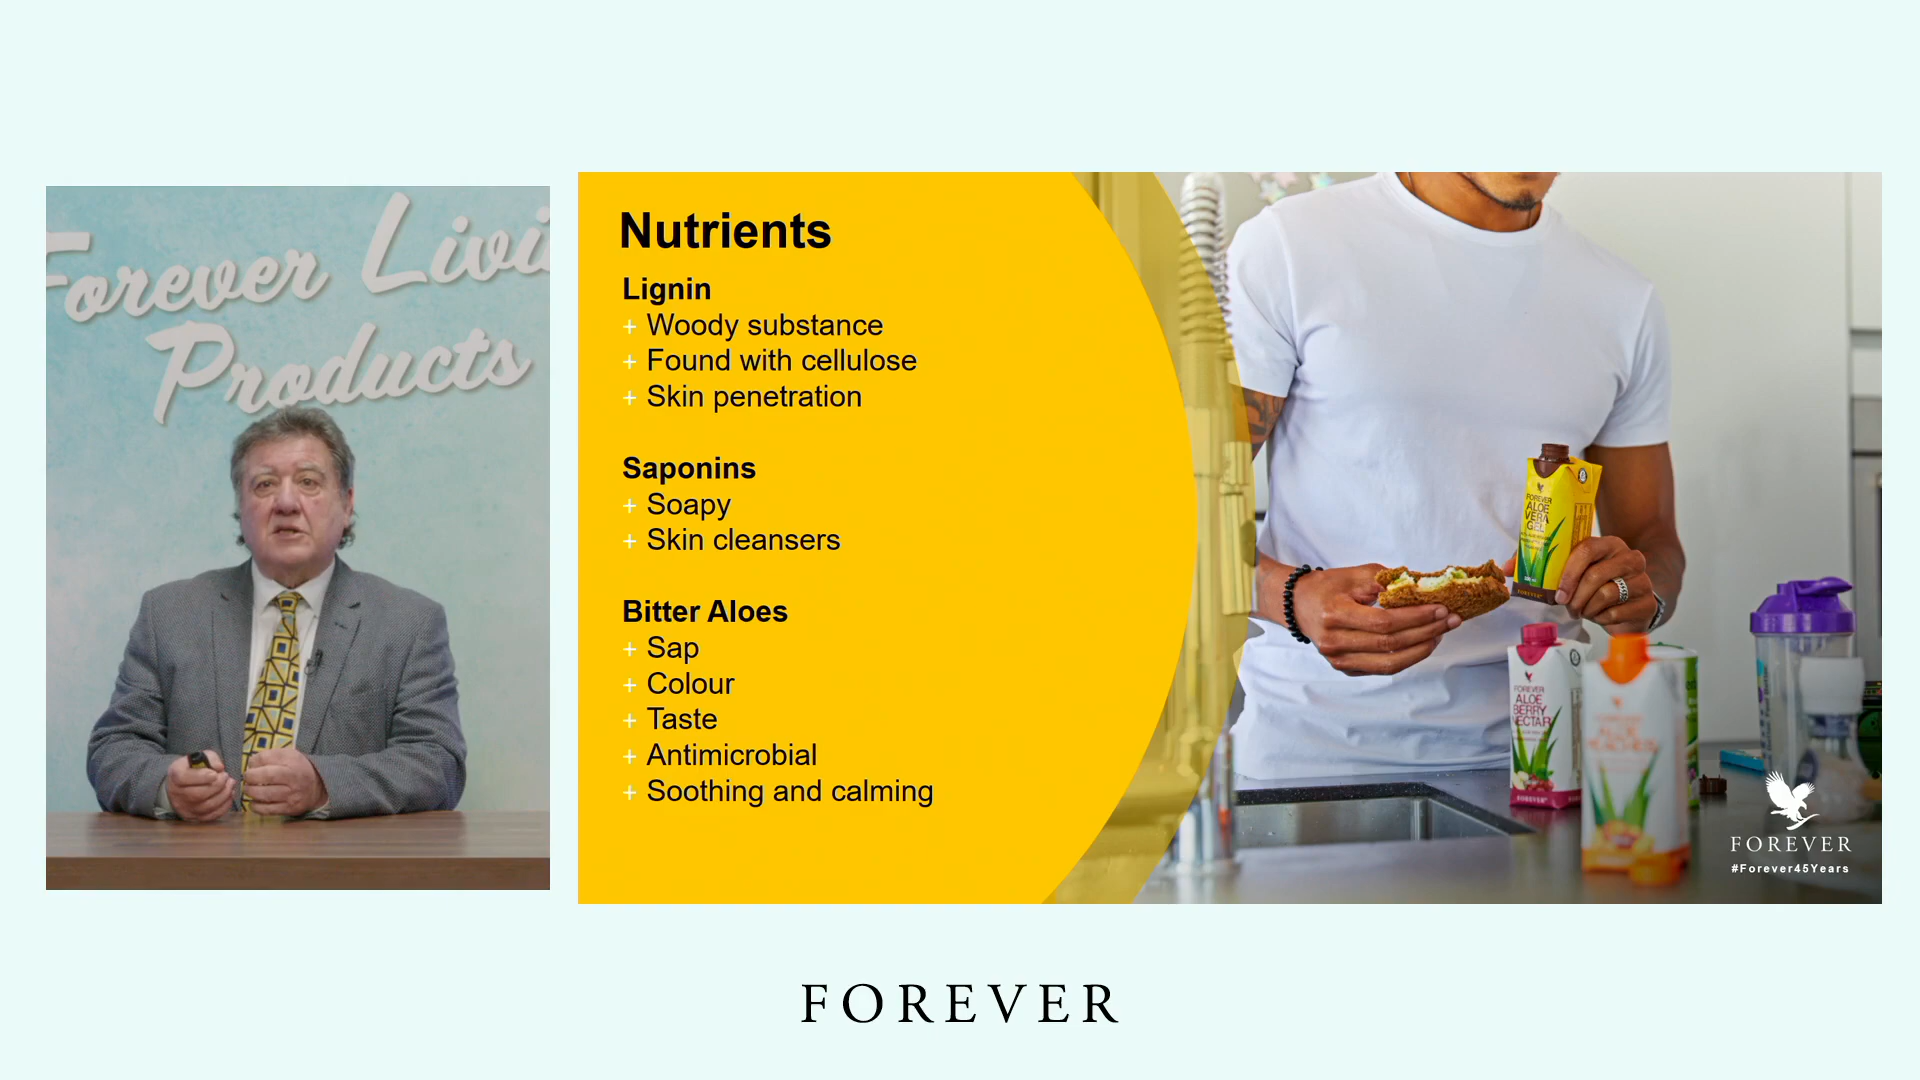 Forever Livi
Products
Nutrients
Lignin
+ Woody substance
+ Found with cellulose
+ Skin penetration
Saponins
+ Soapy
+ Skin cleansers
Bitter Aloes
+ Sap
+ Colour
+ Taste
+ Antimicrobial
+ Soothing and calming
FOREVER
ALOE
VERA
GEL
FOREVER
ALOE
BERRY
NECTAR
FOREVER
FOREVER
#Forever45Years
FOREVER